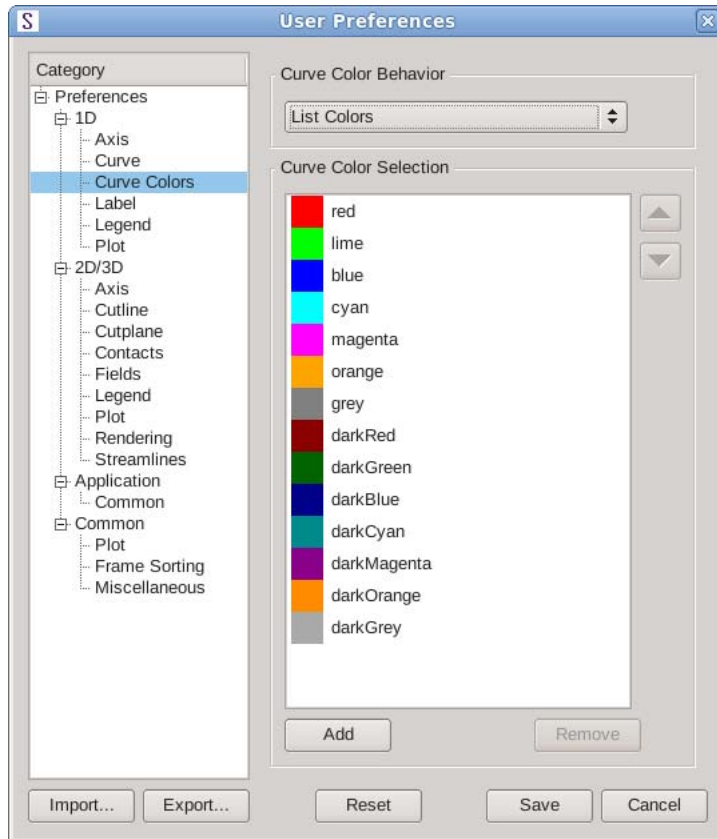 S User Preferences
Category
Preferences
1D
Axis
Curve
Curve Colors
Label
Legend
Plot
2D/3D
Axis
Cutline
Cutplane
Contacts
Fields
Legend
Plot
Rendering
Streamlines
Application
Common
Common
Plot
Frame Sorting
Miscellaneous
Import...
Export...
Curve Color Behavior
List Colors
Curve Color Selection
red
lime
blue
cyan
magenta
orange
grey
darkRed
darkGreen
darkBlue
darkCyan
darkMagenta
darkOrange
darkGrey
Add
Remove
Reset
Save
Cancel